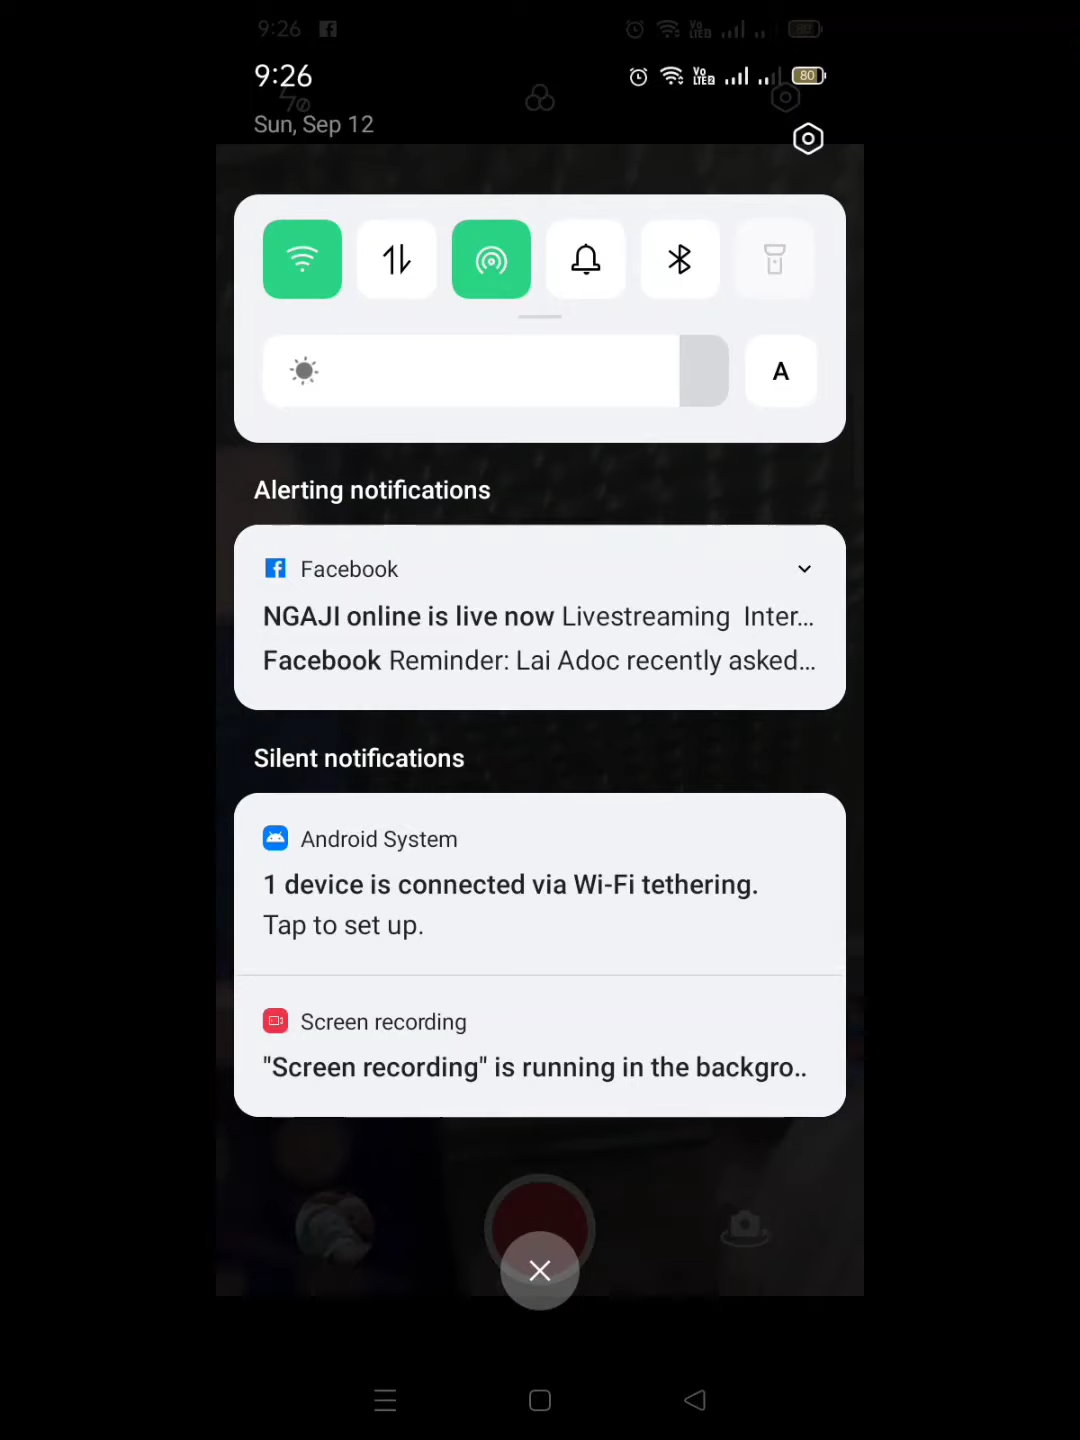 9:26
9:26
Vo LTE2
80
Sun, Sep 12
A
Alerting notifications
Facebook
NGAJI online is live now Livestreaming Inter...
Facebook Reminder: Lai Adoc recently asked...
Silent notifications
Android System
1 device is connected via Wi-Fi tethering.
Tap to set up.
Screen recording
"Screen recording" is running in the backgro..